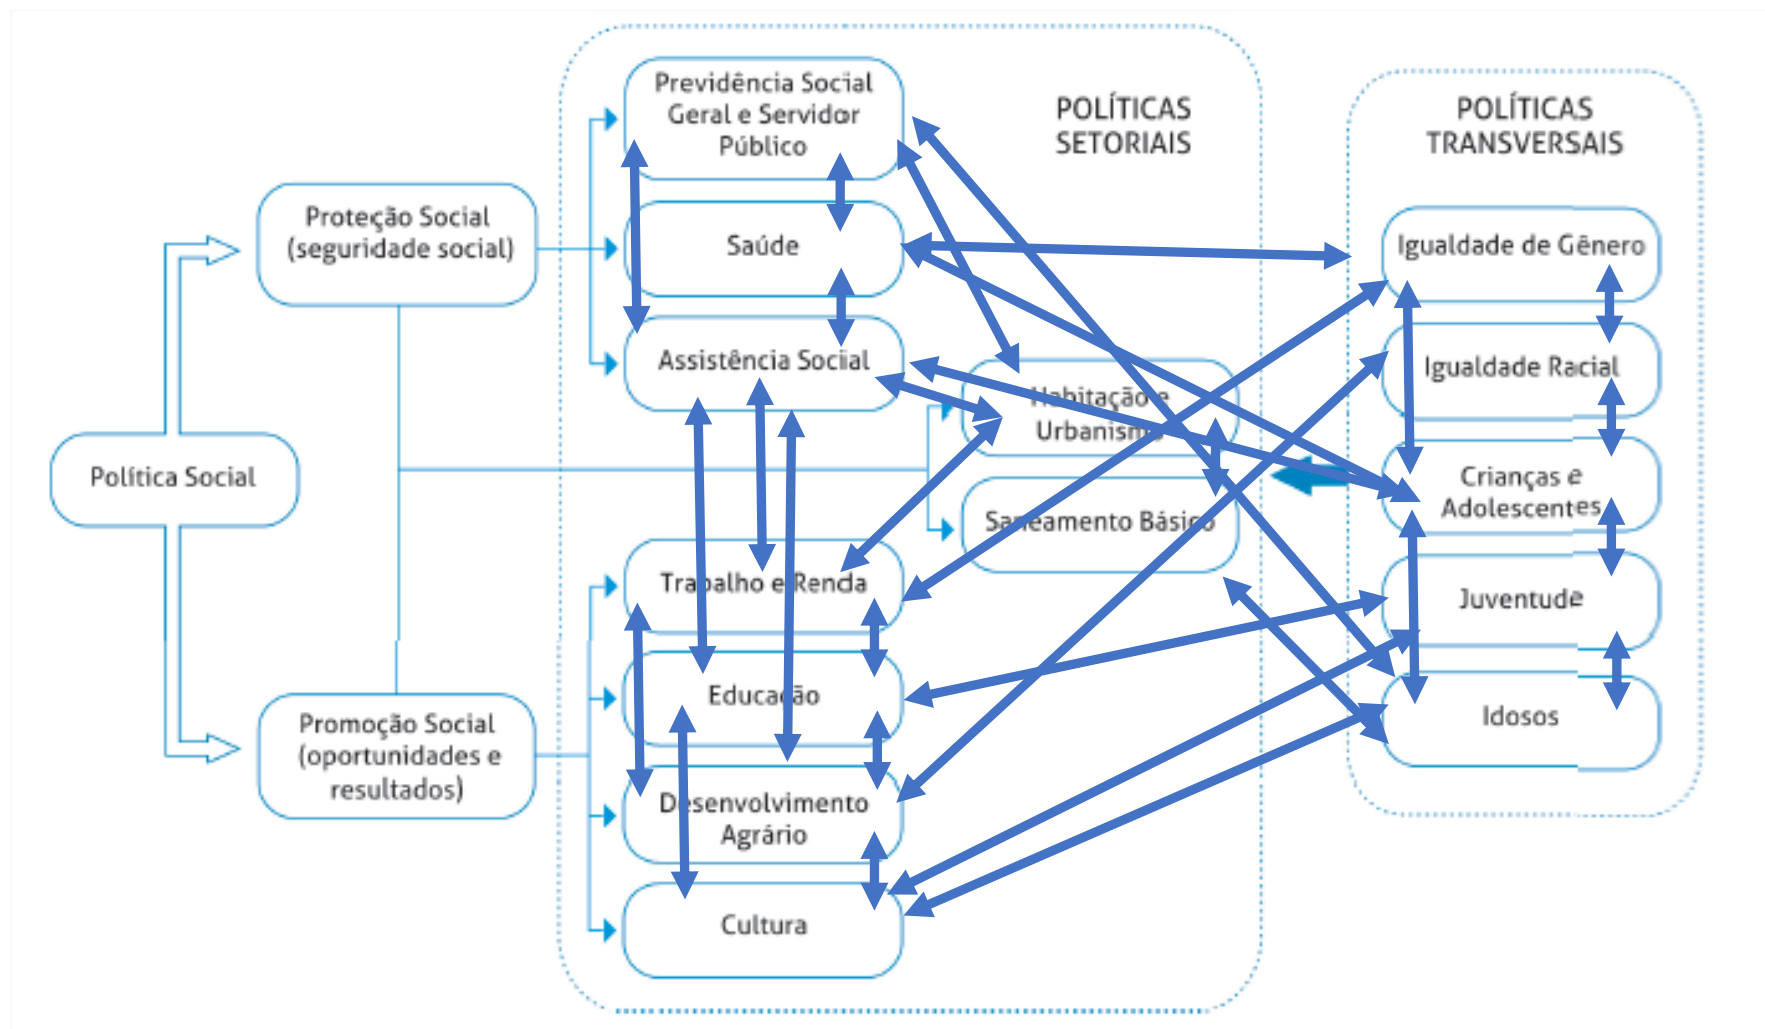 Política Social
Proteção Social
(seguridade social)
Promoção Social
(oportunidades e
resultados)
POLÍTICAS
SETORIAIS
Previdência Social
Geral e Servidor
Público
Saúde
Assistência Social
Habitação e
Urbanismo
Saneamento Básico
Trabalho e Renda
Educação
Desenvolvimento
Agrário
Cultura
POLÍTICAS
TRANSVERSAIS
Igualdade de Gênero
Igualdade Racial
Crianças e
Adolescentes
Juventude
Idosos